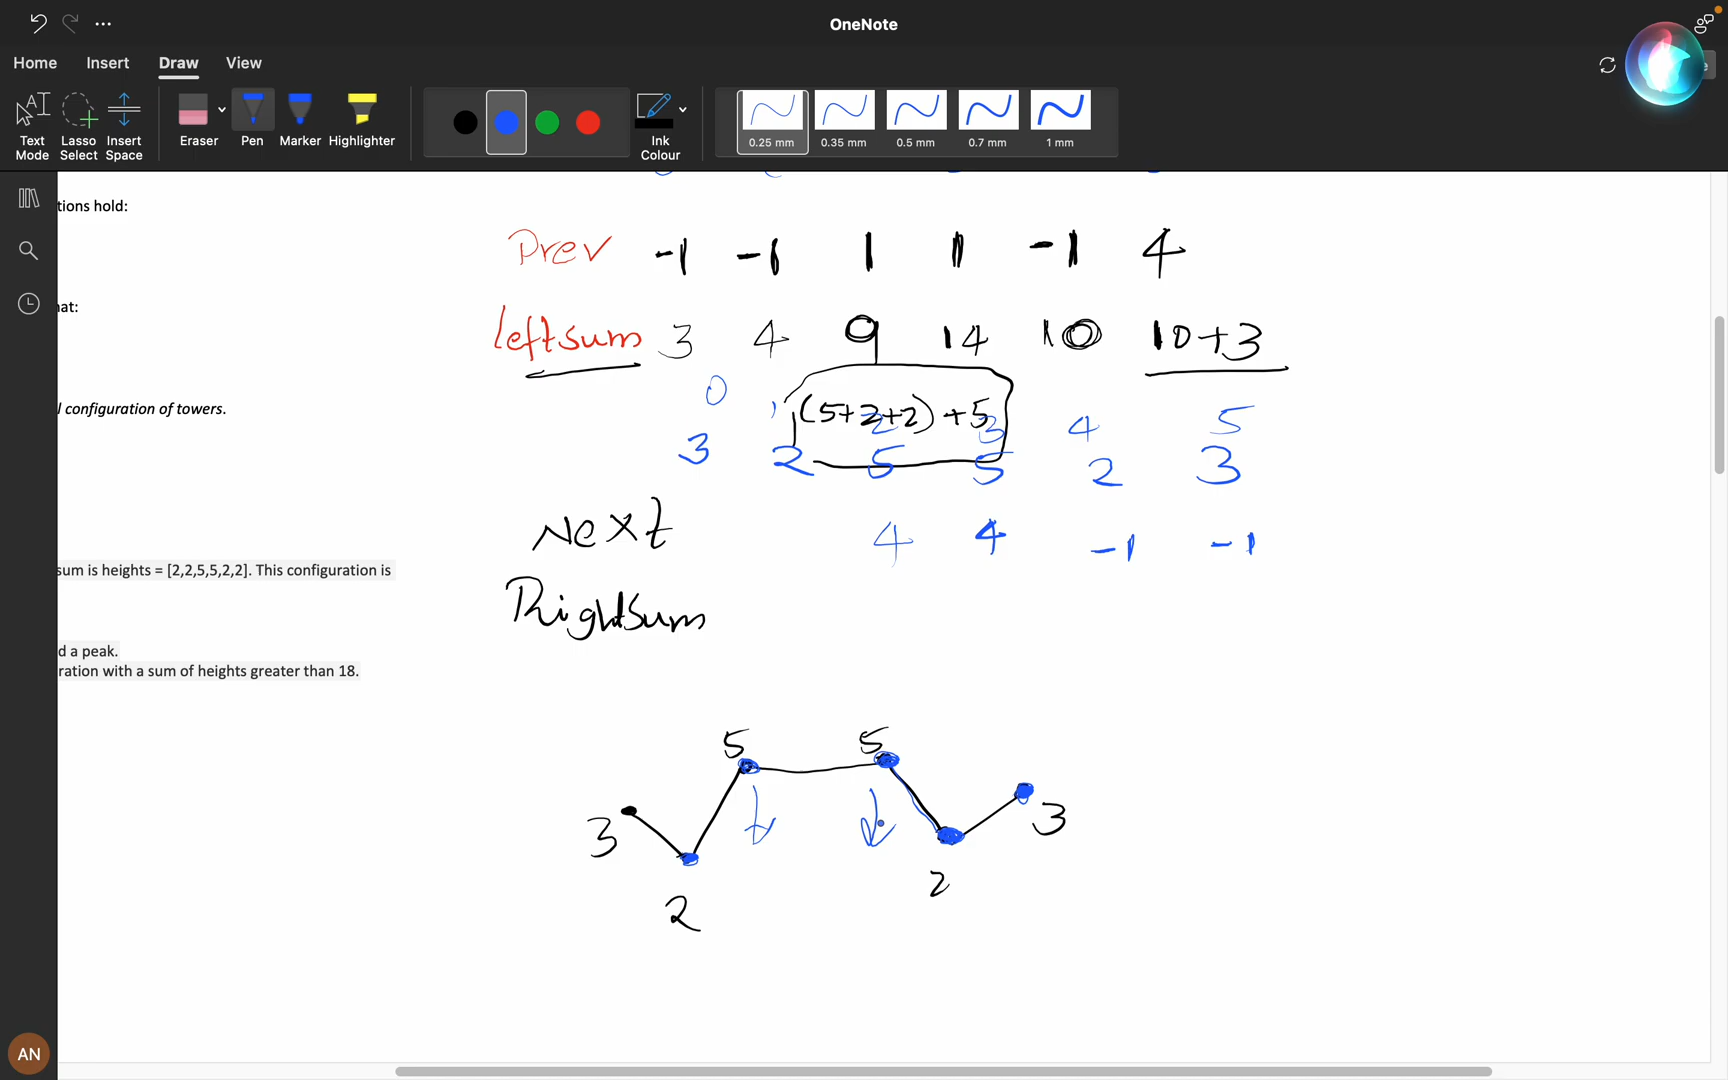 OneNote
Home Insert Draw View
Text Mode Lasso Select Insert Space Eraser Pen Marker Highlighter Ink Colour 0.25 mm 0.35 mm 0.5 mm 0.7 mm 1 mm
tions hold:
Prev -1 -1 1 1 -1 4
nat:
leftsum 3 4 9 14 10 10+3
0 1 2 3 4 5
l configuration of towers.
(5+2+2)+5
3 2 5 5 2 3
Next 4 4 -1 -1
sum is heights = [2,2,5,5,2,2]. This configuration is
RightSum
d a peak.
ration with a sum of heights greater than 18.
5 5
3 3
2 2
AN